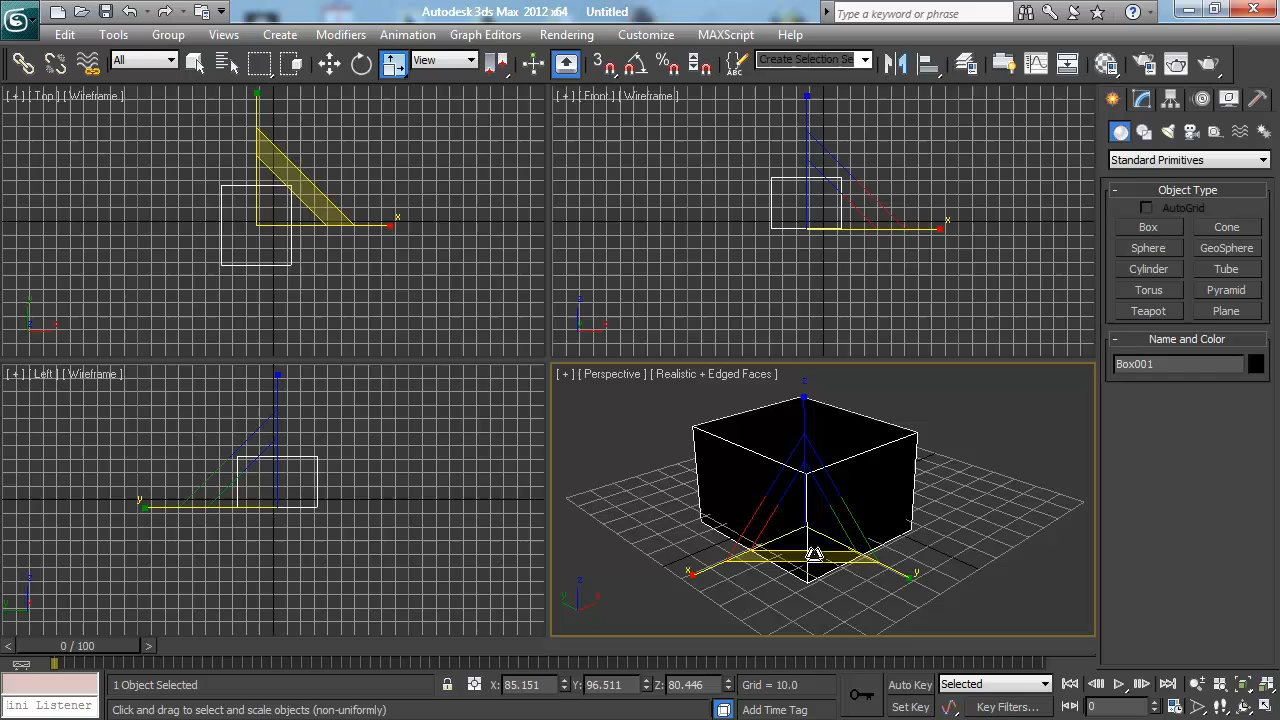 Autodesk 3ds Max 2012 x64 Untitled
Type a keyword or phrase
Edit Tools Group Views Create Modifiers Animation Graph Editors Rendering Customize MAXScript Help
All View 3 Create Selection Se
[ + ] [ Top ] [ Wireframe ]
[ + ] [ Front ] [ Wireframe ]
x
x
z x
z x
[ + ] [ Left ] [ Wireframe ]
[ + ] [ Perspective ] [ Realistic + Edged Faces ]
z
y
x y
z
y
z
y x
Standard Primitives
- Object Type
AutoGrid
Box Cone
Sphere GeoSphere
Cylinder Tube
Torus Pyramid
Teapot Plane
- Name and Color
Box001
< 0 / 100 >
1 Object Selected X: 85.151 Y: 96.511 Z: 80.446 Grid = 10.0 Auto Key Selected
ini Listener Click and drag to select and scale objects (non-uniformly) Add Time Tag Set Key Key Filters... 0